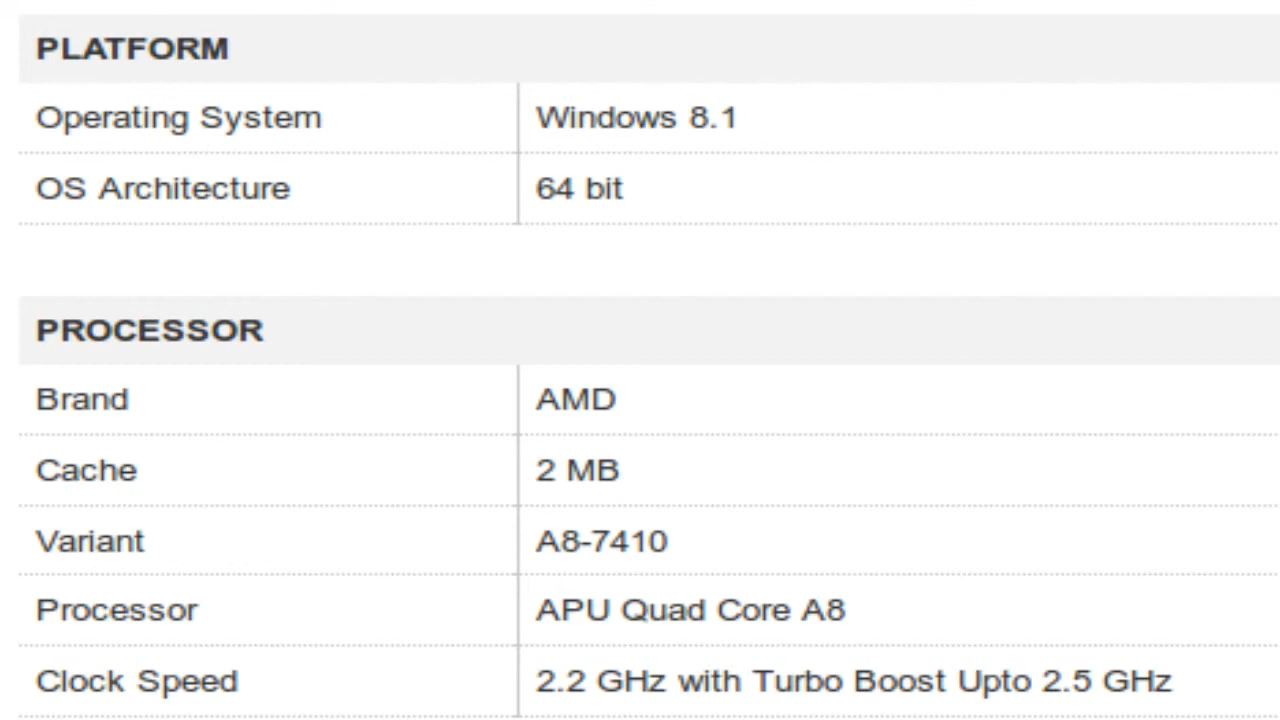 PLATFORM
Operating System Windows 8.1
OS Architecture 64 bit
PROCESSOR
Brand AMD
Cache 2 MB
Variant A8-7410
Processor APU Quad Core A8
Clock Speed 2.2 GHz with Turbo Boost Upto 2.5 GHz